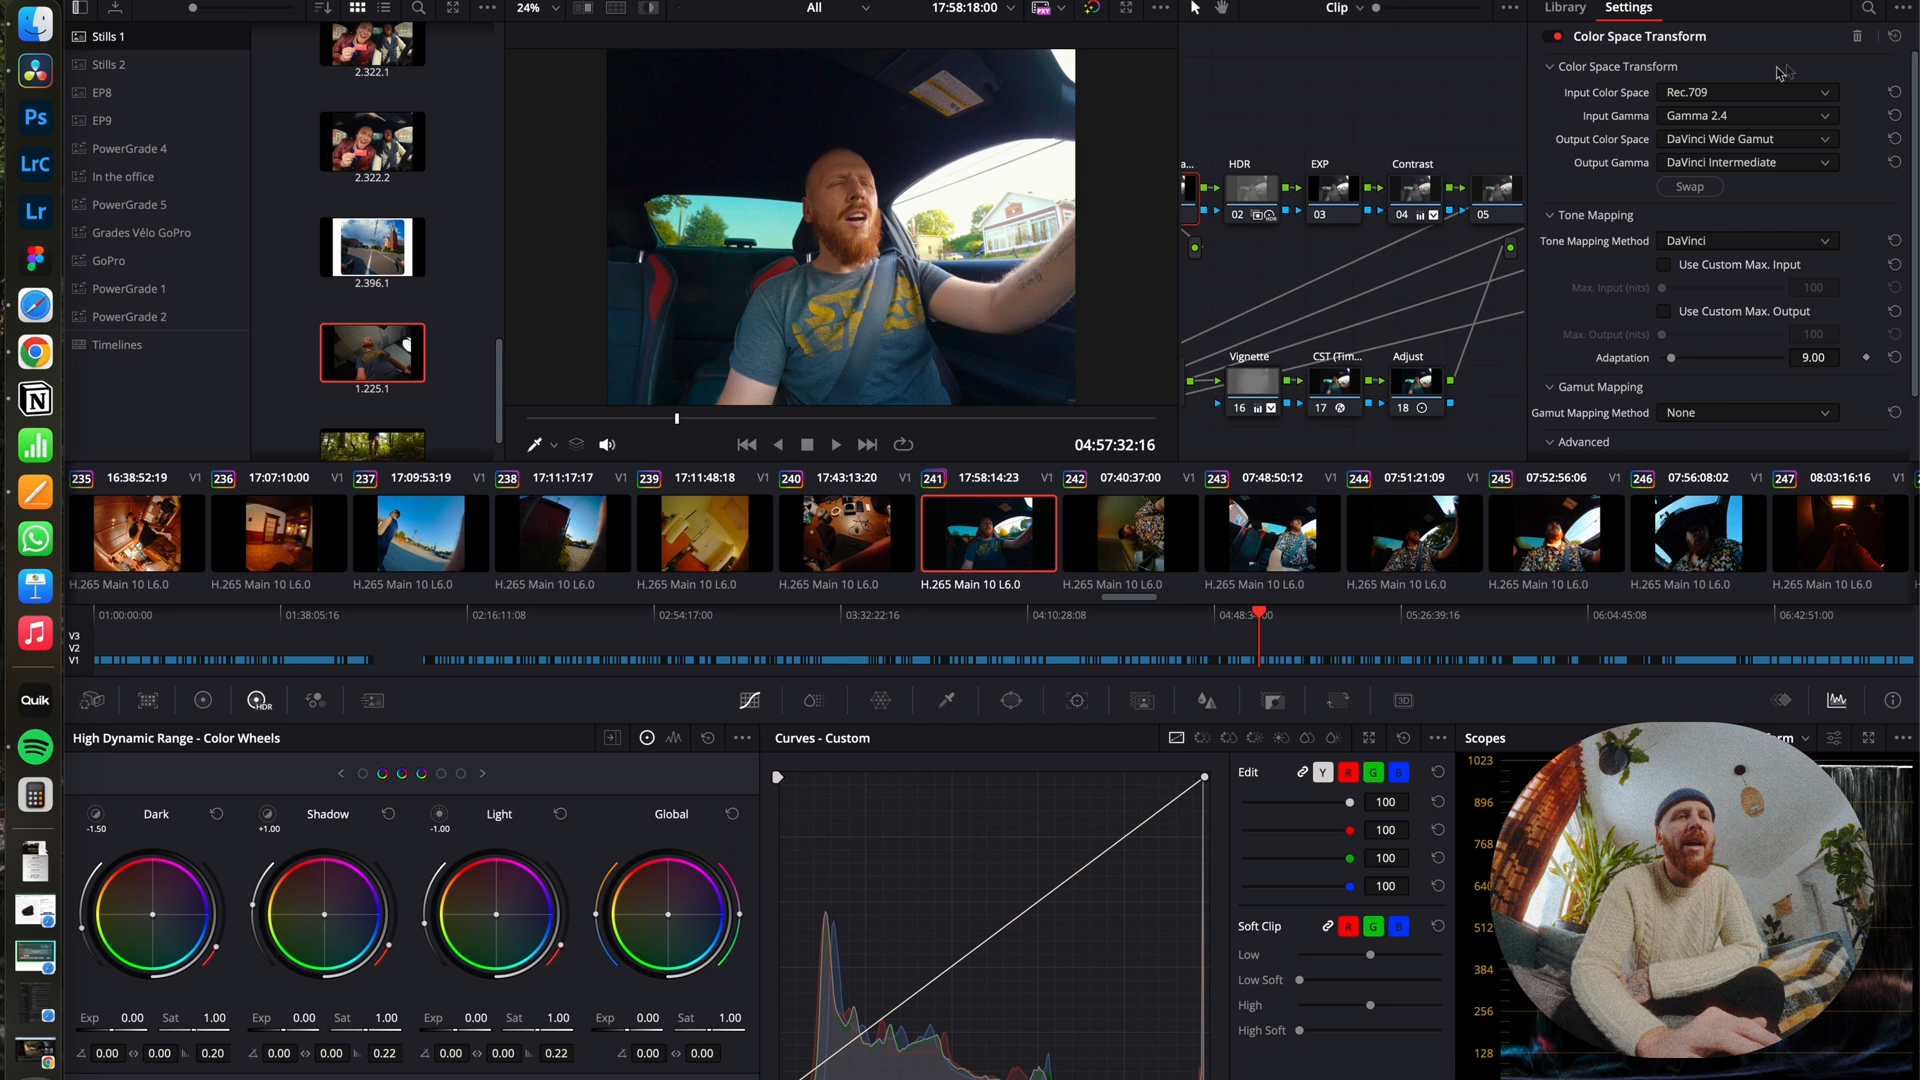 24%
All
17:58:18:00
PXY
Clip
Library
Settings
Stills 1
Stills 2
EP8
EP9
PowerGrade 4
In the office
PowerGrade 5
Grades Vélo GoPro
GoPro
PowerGrade 1
PowerGrade 2
Timelines
2.322.1
2.322.2
2.396.1
1.225.1
04:57:32:16
a...
HDR
EXP
Contrast
02
03
04
05
Vignette
CST (Tim...
Adjust
16
17
18
Color Space Transform
Color Space Transform
Input Color Space
Rec.709
Input Gamma
Gamma 2.4
Output Color Space
DaVinci Wide Gamut
Output Gamma
DaVinci Intermediate
Swap
Tone Mapping
Tone Mapping Method
DaVinci
Use Custom Max. Input
Max. Input (nits)
100
Use Custom Max. Output
Max. Output (nits)
100
Adaptation
9.00
Gamut Mapping
Gamut Mapping Method
None
Advanced
235 16:38:52:19 V1
236 17:07:10:00 V1
237 17:09:53:19 V1
238 17:11:17:17 V1
239 17:11:48:18 V1
240 17:43:13:20 V1
241 17:58:14:23 V1
242 07:40:37:00 V1
243 07:48:50:12 V1
244 07:51:21:09 V1
245 07:52:56:06 V1
246 07:56:08:02 V1
247 08:03:16:16 V1
H.265 Main 10 L6.0
H.265 Main 10 L6.0
H.265 Main 10 L6.0
H.265 Main 10 L6.0
H.265 Main 10 L6.0
H.265 Main 10 L6.0
H.265 Main 10 L6.0
H.265 Main 10 L6.0
H.265 Main 10 L6.0
H.265 Main 10 L6.0
H.265 Main 10 L6.0
H.265 Main 10 L6.0
H.265 Main 10 L6.0
01:00:00:00
01:38:05:16
02:16:11:08
02:54:17:00
03:32:22:16
04:10:28:08
05:26:39:16
06:04:45:08
06:42:51:00
V3
V2
V1
HDR
3D
High Dynamic Range - Color Wheels
Dark
-1.50
Shadow
+1.00
Light
-1.00
Global
Exp 0.00 Sat 1.00
Exp 0.00 Sat 1.00
Exp 0.00 Sat 1.00
Exp 0.00 Sat 1.00
0.00 0.00 0.20
0.00 0.00 0.22
0.00 0.00 0.22
0.00 0.00
Curves - Custom
Edit
Y R G B
100
100
100
100
Soft Clip
R G B
Low
Low Soft
High
High Soft
Scopes
1023
896
768
640
512
384
256
128
Ps
LrC
Lr
Quik